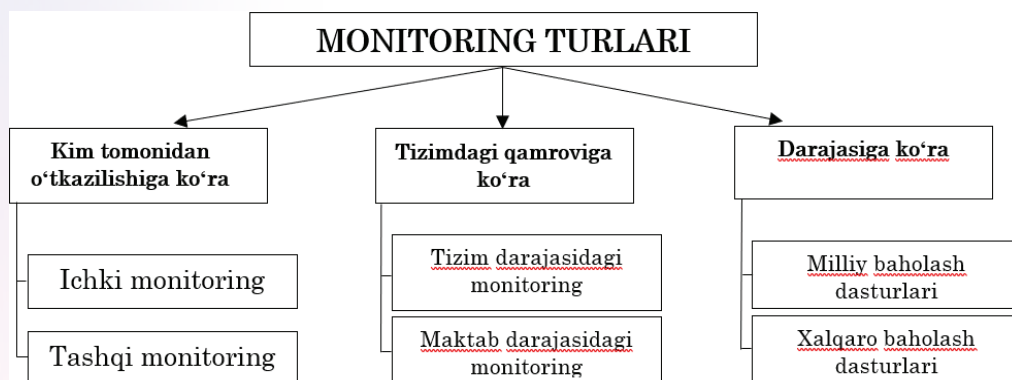 MONITORING TURLARI
Kim tomonidan
o‘tkazilishiga ko‘ra
Ichki monitoring
Tashqi monitoring
Tizimdagi qamroviga
ko‘ra
Tizim darajasidagi
monitoring
Maktab darajasidagi
monitoring
Darajasiga ko‘ra
Milliy baholash
dasturlari
Xalqaro baholash
dasturlari